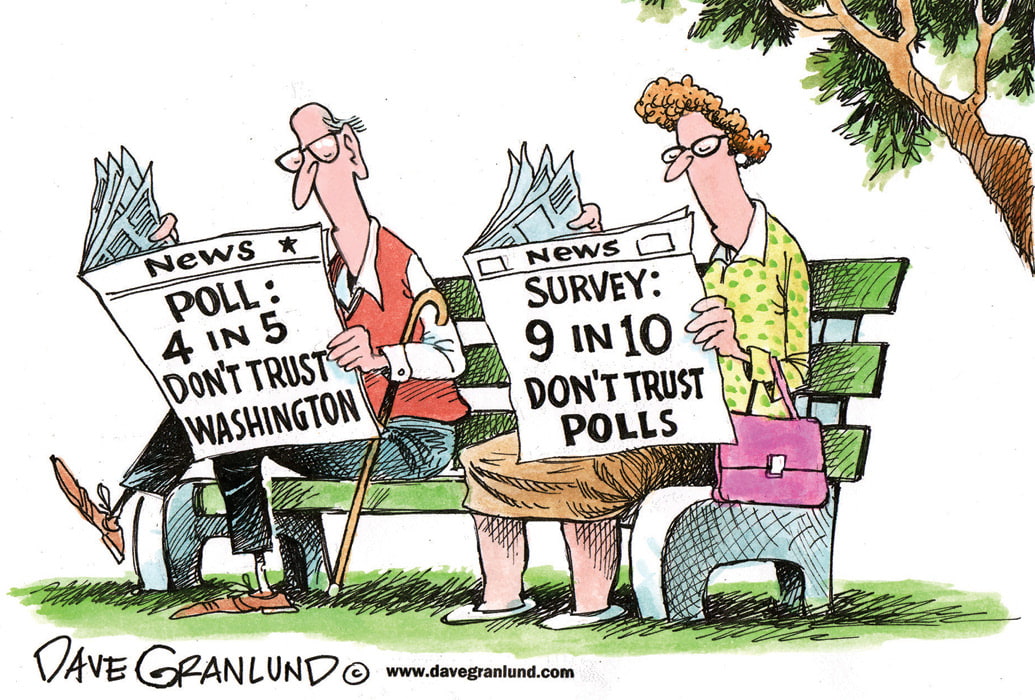 News ★
POLL:
4 IN 5
DON'T TRUST
WASHINGTON
News
SURVEY:
9 IN 10
DON'T TRUST
POLLS
DAVE GRANLUND © www.davegranlund.com